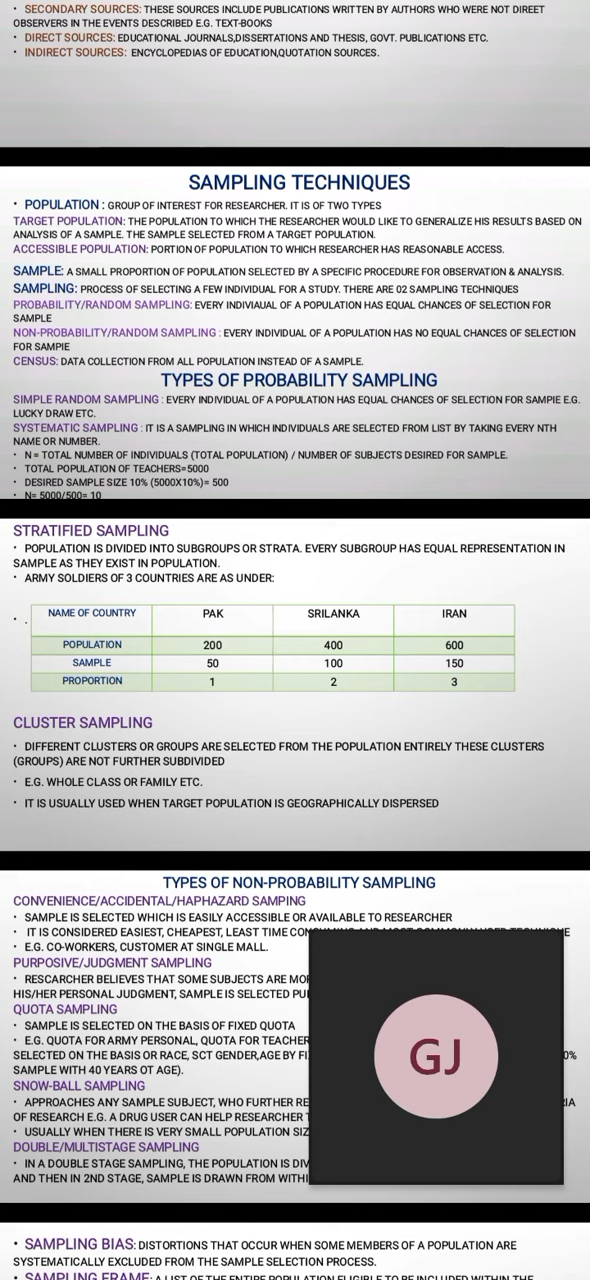 • SECONDARY SOURCES: THESE SOURCES INCLUDE PUBLICATIONS WRITTEN BY AUTHORS WHO WERE NOT DIREET
OBSERVERS IN THE EVENTS DESCRIBED E.G. TEXT-BOOKS
• DIRECT SOURCES: EDUCATIONAL JOURNALS,DISSERTATIONS AND THESIS, GOVT. PUBLICATIONS ETC.
• INDIRECT SOURCES: ENCYCLOPEDIAS OF EDUCATION,QUOTATION SOURCES.
SAMPLING TECHNIQUES
• POPULATION : GROUP OF INTEREST FOR RESEARCHER. IT IS OF TWO TYPES
TARGET POPULATION: THE POPULATION TO WHICH THE RESEARCHER WOULD LIKE TO GENERALIZE HIS RESULTS BASED ON
ANALYSIS OF A SAMPLE. THE SAMPLE SELECTED FROM A TARGET POPULATION.
ACCESSIBLE POPULATION: PORTION OF POPULATION TO WHICH RESEARCHER HAS REASONABLE ACCESS.
SAMPLE: A SMALL PROPORTION OF POPULATION SELECTED BY A SPECIFIC PROCEDURE FOR OBSERVATION & ANALYSIS.
SAMPLING: PROCESS OF SELECTING A FEW INDIVIDUAL FOR A STUDY. THERE ARE 02 SAMPLING TECHNIQUES
PROBABILITY/RANDOM SAMPLING: EVERY INDIVIAUAL OF A POPULATION HAS EQUAL CHANCES OF SELECTION FOR
SAMPLE
NON-PROBABILITY/RANDOM SAMPLING : EVERY INDIVIDUAL OF A POPULATION HAS NO EQUAL CHANCES OF SELECTION
FOR SAMPIE
CENSUS: DATA COLLECTION FROM ALL POPULATION INSTEAD OF A SAMPLE.
TYPES OF PROBABILITY SAMPLING
SIMPLE RANDOM SAMPLING : EVERY INDIVIDUAL OF A POPULATION HAS EQUAL CHANCES OF SELECTION FOR SAMPIE E.G.
LUCKY DRAW ETC.
SYSTEMATIC SAMPLING : IT IS A SAMPLING IN WHICH INDIVIDUALS ARE SELECTED FROM LIST BY TAKING EVERY NTH
NAME OR NUMBER.
• N = TOTAL NUMBER OF INDIVIDUALS (TOTAL POPULATION) / NUMBER OF SUBJECTS DESIRED FOR SAMPLE.
• TOTAL POPULATION OF TEACHERS=5000
• DESIRED SAMPLE SIZE 10% (5000X10%)= 500
• N= 5000/500= 10
STRATIFIED SAMPLING
• POPULATION IS DIVIDED INTO SUBGROUPS OR STRATA. EVERY SUBGROUP HAS EQUAL REPRESENTATION IN
SAMPLE AS THEY EXIST IN POPULATION.
• ARMY SOLDIERS OF 3 COUNTRIES ARE AS UNDER:
• .
NAME OF COUNTRY PAK SRILANKA IRAN
POPULATION 200 400 600
SAMPLE 50 100 150
PROPORTION 1 2 3
CLUSTER SAMPLING
• DIFFERENT CLUSTERS OR GROUPS ARE SELECTED FROM THE POPULATION ENTIRELY THESE CLUSTERS
(GROUPS) ARE NOT FURTHER SUBDIVIDED
• E.G. WHOLE CLASS OR FAMILY ETC.
• IT IS USUALLY USED WHEN TARGET POPULATION IS GEOGRAPHICALLY DISPERSED
TYPES OF NON-PROBABILITY SAMPLING
CONVENIENCE/ACCIDENTAL/HAPHAZARD SAMPING
• SAMPLE IS SELECTED WHICH IS EASILY ACCESSIBLE OR AVAILABLE TO RESEARCHER
• IT IS CONSIDERED EASIEST, CHEAPEST, LEAST TIME CONSUMING AND MOST COMMONLY USED TECHNIQUE
• E.G. CO-WORKERS, CUSTOMER AT SINGLE MALL.
PURPOSIVE/JUDGMENT SAMPLING
• RESCARCHER BELIEVES THAT SOME SUBJECTS ARE
HIS/HER PERSONAL JUDGMENT, SAMPLE IS SELECTED
QUOTA SAMPLING
• SAMPLE IS SELECTED ON THE BASIS OF FIXED QUOTA
• E.G. QUOTA FOR ARMY PERSONAL, QUOTA FOR TEACHER
SELECTED ON THE BASIS OR RACE, SCT GENDER,AGE BY 0%
SAMPLE WITH 40 YEARS OT AGE).
SNOW-BALL SAMPLING
• APPROACHES ANY SAMPLE SUBJECT, WHO FURTHER
OF RESEARCH E.G. A DRUG USER CAN HELP RESEARCHER
• USUALLY WHEN THERE IS VERY SMALL POPULATION
DOUBLE/MULTISTAGE SAMPLING
• IN A DOUBLE STAGE SAMPLING, THE POPULATION IS
AND THEN IN 2ND STAGE, SAMPLE IS DRAWN FROM
GJ
• SAMPLING BIAS: DISTORTIONS THAT OCCUR WHEN SOME MEMBERS OF A POPULATION ARE
SYSTEMATICALLY EXCLUDED FROM THE SAMPLE SELECTION PROCESS.
• SAMPLING FRAME: A LIST OF THE ENTIRE POPULATION ELIGIBLE TO BE INCLUDED WITHIN THE